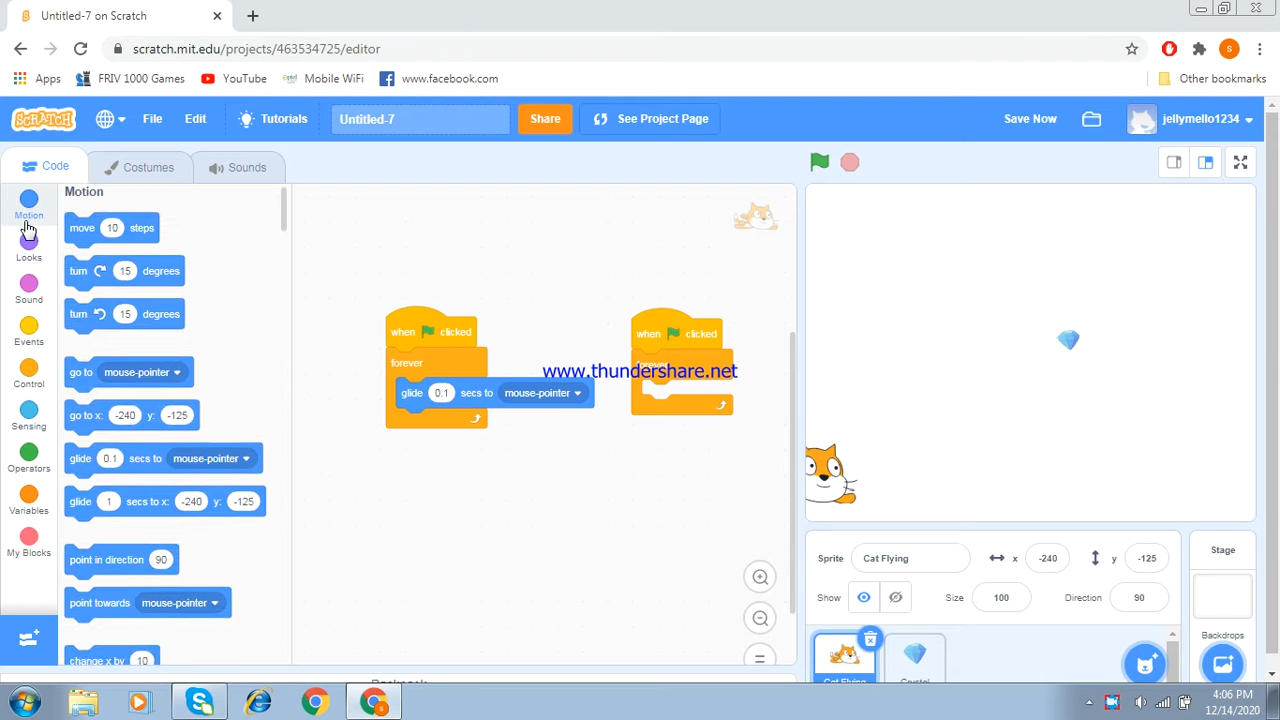 Untitled-7 on Scratch
scratch.mit.edu/projects/463534725/editor
Apps
FRIV 1000 Games
YouTube
Mobile WiFi
www.facebook.com
Other bookmarks
SCRATCH
File
Edit
Tutorials
Untitled-7
Share
See Project Page
Save Now
jellymello1234
Code
Costumes
Sounds
Motion
Looks
Sound
Events
Control
Sensing
Operators
Variables
My Blocks
Motion
move 10 steps
turn 15 degrees
turn 15 degrees
go to mouse-pointer
go to x: -240 y: -125
glide 0.1 secs to mouse-pointer
glide 1 secs to x: -240 y: -125
point in direction 90
point towards mouse-pointer
change x by 10
when clicked
forever
glide 0.1 secs to mouse-pointer
when clicked
forever
www.thundershare.net
Sprite Cat Flying x -240 y -125
Show Size 100 Direction 90
Cat Flying
Crystal
Stage
Backdrops
Backpack
4:06 PM
12/14/2020